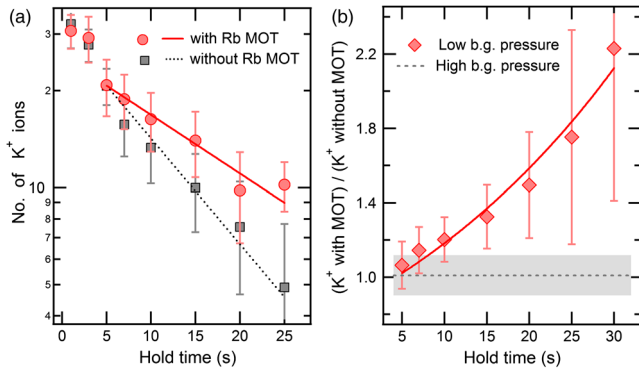 (a)
with Rb MOT
without Rb MOT
No. of K+ ions
30
10
9
8
7
6
5
4
0 5 10 15 20 25
Hold time (s)
(b)
Low b.g. pressure
High b.g. pressure
(K+ with MOT) / (K+ without MOT)
2.2
1.8
1.4
1.0
5 10 15 20 25 30
Hold time (s)